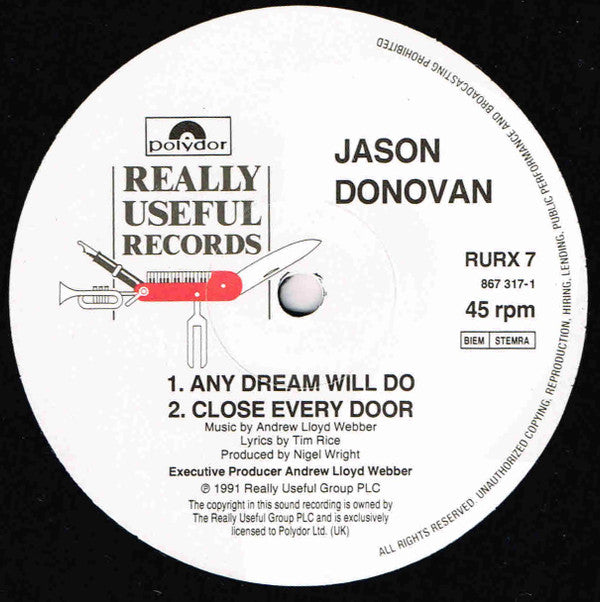 polydor
REALLY
USEFUL
RECORDS
JASON
DONOVAN
RURX 7
867 317-1
45 rpm
BIEM STEMRA
1. ANY DREAM WILL DO
2. CLOSE EVERY DOOR
Music by Andrew Lloyd Webber
Lyrics by Tim Rice
Produced by Nigel Wright
Executive Producer Andrew Lloyd Webber
℗ 1991 Really Useful Group PLC
The copyright in this sound recording is owned by
The Really Useful Group PLC and is exclusively
licensed to Polydor Ltd. (UK)
ALL RIGHTS RESERVED. UNAUTHORIZED COPYING, REPRODUCTION, HIRING, LENDING, PUBLIC PERFORMANCE AND BROADCASTING PROHIBITED